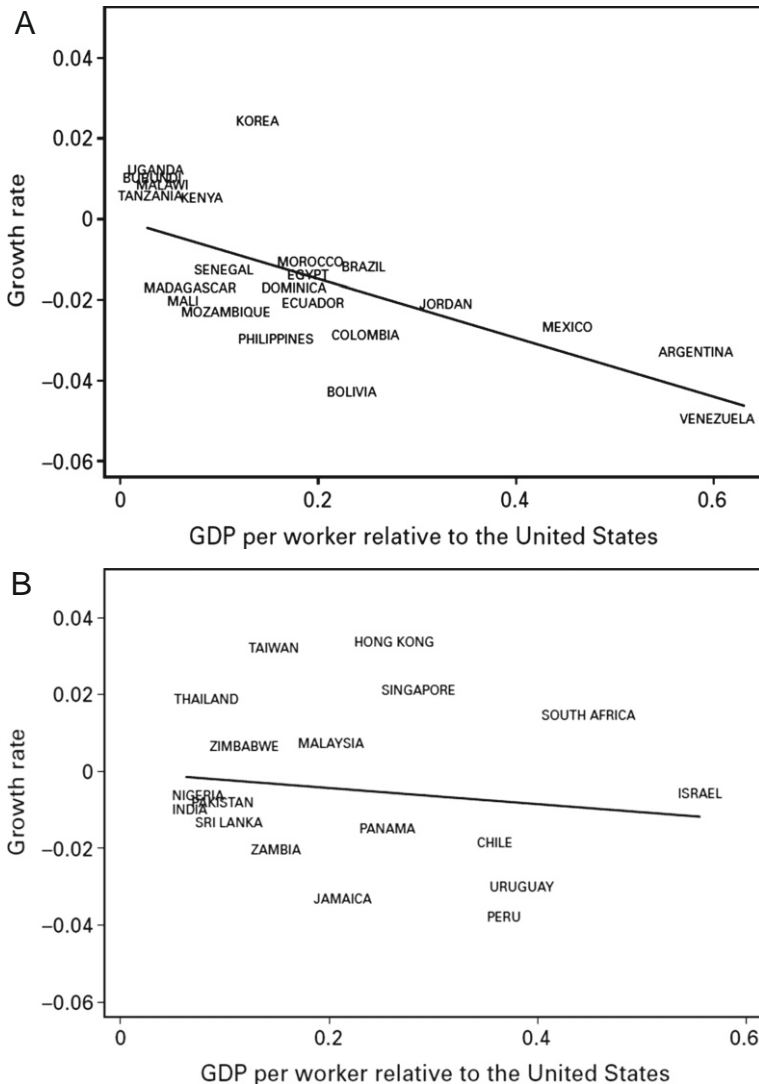 A
0.04
KOREA
0.02
UGANDA
BURUNDI
MALAWI
TANZANIA KENYA
0
MOROCCO
SENEGAL BRAZIL
EGYPT
MADAGASCAR DOMINICA
−0.02 MALI ECUADOR JORDAN
MOZAMBIQUE
MEXICO
PHILIPPINES COLOMBIA
ARGENTINA
−0.04
BOLIVIA
VENEZUELA
−0.06
Growth rate
0 0.2 0.4 0.6
GDP per worker relative to the United States
B
0.04
HONG KONG
TAIWAN
SINGAPORE
0.02 THAILAND
SOUTH AFRICA
ZIMBABWE MALAYSIA
0
NIGERIA ISRAEL
PAKISTAN
INDIA
SRI LANKA PANAMA
−0.02 ZAMBIA CHILE
URUGUAY
JAMAICA
PERU
−0.04
−0.06
Growth rate
0 0.2 0.4 0.6
GDP per worker relative to the United States